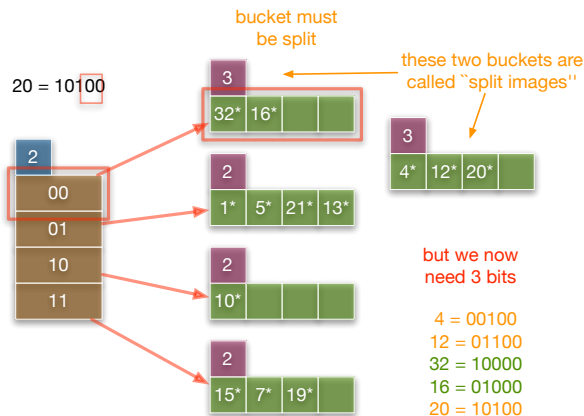 bucket must
be split
these two buckets are
called ``split images''
20 = 10100
3
32* 16*
3
4* 12* 20*
2
00
01
10
11
2
1* 5* 21* 13*
2
10*
2
15* 7* 19*
but we now
need 3 bits
4 = 00100
12 = 01100
32 = 10000
16 = 01000
20 = 10100